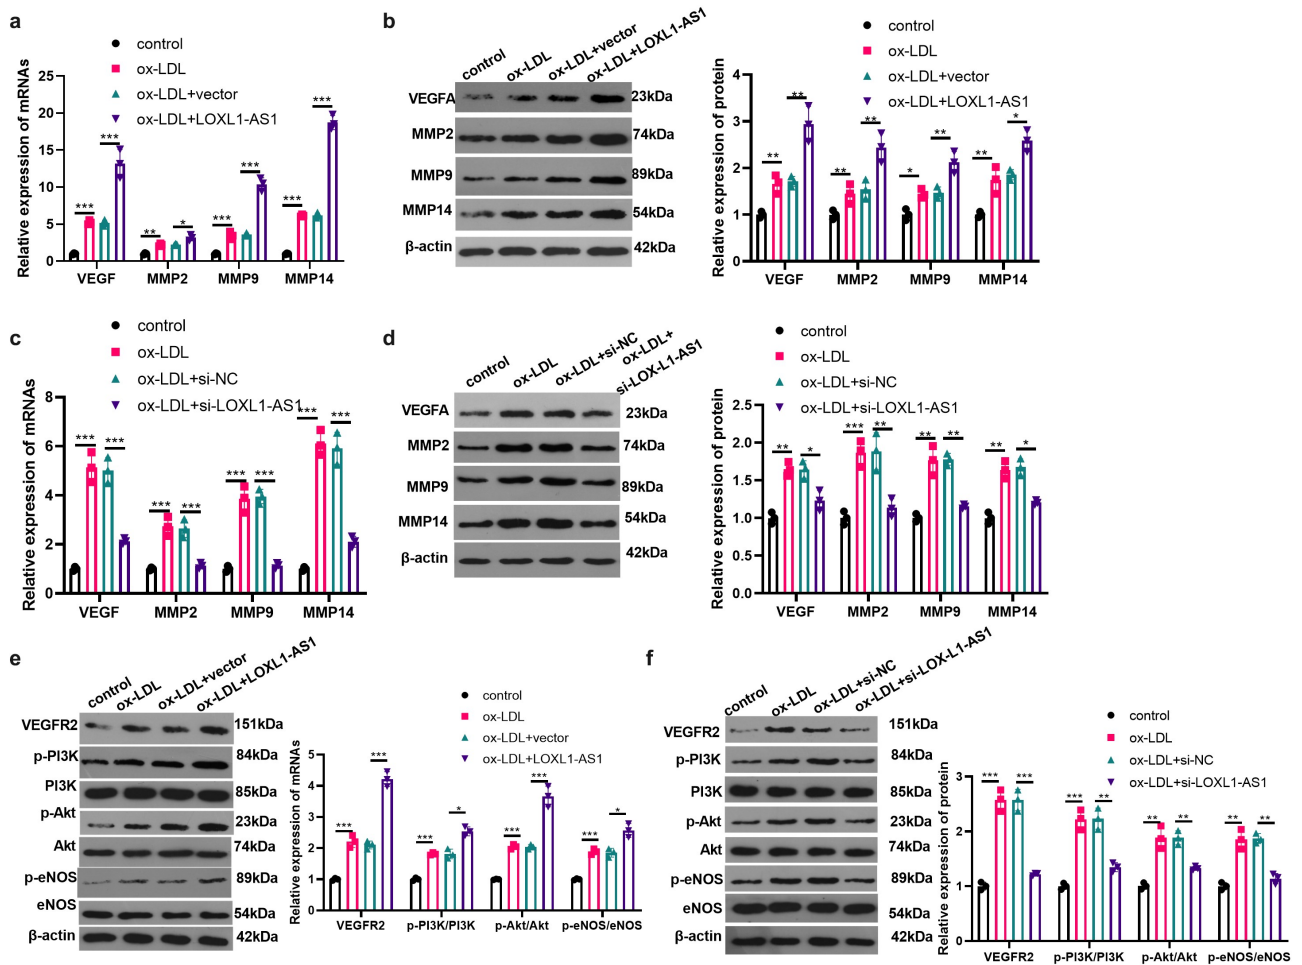 a
control
ox-LDL
ox-LDL+vector
ox-LDL+LOXL1-AS1
Relative expression of mRNAs
25
20
15
10
5
0
***
***
**
*
***
***
***
***
VEGF
MMP2
MMP9
MMP14
b
control
ox-LDL
ox-LDL+vector
ox-LDL+LOXL1-AS1
VEGFA
23kDa
MMP2
74kDa
MMP9
89kDa
MMP14
54kDa
β-actin
42kDa
control
ox-LDL
ox-LDL+vector
ox-LDL+LOXL1-AS1
Relative expression of protein
4
3
2
1
0
**
**
**
**
*
**
**
*
VEGF
MMP2
MMP9
MMP14
c
control
ox-LDL
ox-LDL+si-NC
ox-LDL+si-LOXL1-AS1
Relative expression of mRNAs
8
6
4
2
0
***
***
***
***
***
***
***
***
VEGF
MMP2
MMP9
MMP14
d
control
ox-LDL
ox-LDL+si-NC
ox-LDL+
si-LOX-L1-AS1
VEGFA
23kDa
MMP2
74kDa
MMP9
89kDa
MMP14
54kDa
β-actin
42kDa
control
ox-LDL
ox-LDL+si-NC
ox-LDL+si-LOXL1-AS1
Relative expression of protein
2.5
2.0
1.5
1.0
0.5
0.0
**
*
***
**
**
**
**
*
VEGF
MMP2
MMP9
MMP14
e
control
ox-LDL
ox-LDL+vector
ox-LDL+LOXL1-AS1
VEGFR2
151kDa
p-PI3K
84kDa
PI3K
85kDa
p-Akt
23kDa
Akt
74kDa
p-eNOS
89kDa
eNOS
54kDa
β-actin
42kDa
control
ox-LDL
ox-LDL+vector
ox-LDL+LOXL1-AS1
Relative expression of mRNAs
5
4
3
2
1
0
***
***
***
*
***
***
***
*
VEGFR2
p-PI3K/PI3K
p-Akt/Akt
p-eNOS/eNOS
f
control
ox-LDL
ox-LDL+si-NC
ox-LDL+si-LOX-L1-AS1
VEGFR2
151kDa
p-PI3K
84kDa
PI3K
85kDa
p-Akt
23kDa
Akt
74kDa
p-eNOS
89kDa
eNOS
54kDa
β-actin
42kDa
control
ox-LDL
ox-LDL+si-NC
ox-LDL+si-LOXL1-AS1
Relative expression of protein
3
2
1
0
***
***
***
**
**
**
**
**
VEGFR2
p-PI3K/PI3K
p-Akt/Akt
p-eNOS/eNOS